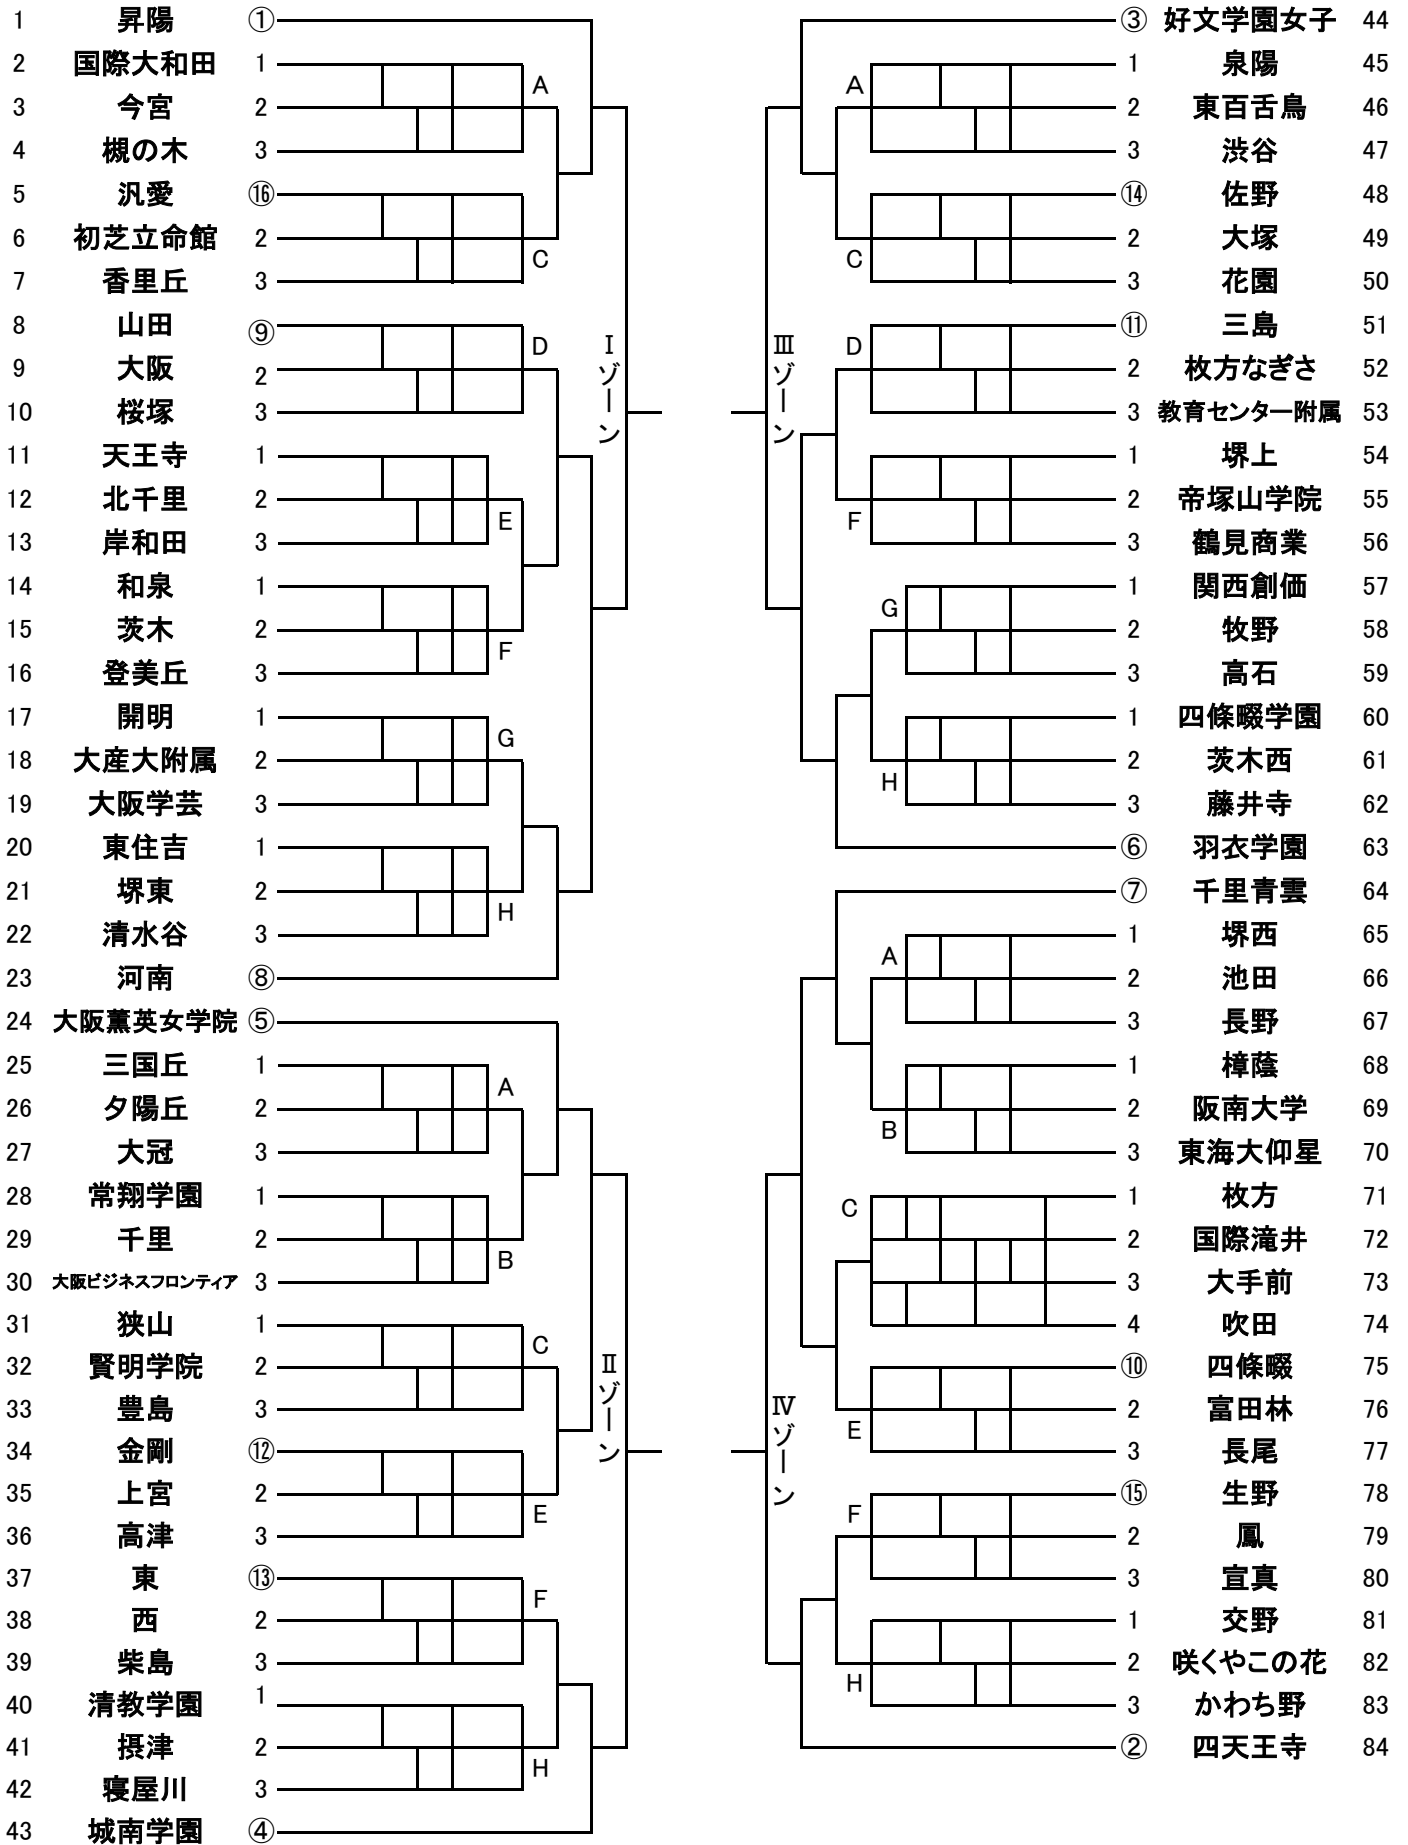 1 昇陽 ①
2 国際大和田 1
A
3 今宮 2
4 槻の木 3
5 汎愛 ⑯
6 初芝立命館 2
C
7 香里丘 3
8 山田 ⑨
D
9 大阪 2
10 桜塚 3
11 天王寺 1
12 北千里 2
E
13 岸和田 3
14 和泉 1
15 茨木 2
F
16 登美丘 3
17 開明 1
G
18 大産大附属 2
19 大阪学芸 3
20 東住吉 1
21 堺東 2
H
22 清水谷 3
23 河南 ⑧
Ⅰゾーン
24 大阪薫英女学院 ⑤
25 三国丘 1
A
26 夕陽丘 2
27 大冠 3
28 常翔学園 1
29 千里 2
B
30 大阪ビジネスフロンティア 3
31 狭山 1
C
32 賢明学院 2
33 豊島 3
34 金剛 ⑫
35 上宮 2
E
36 高津 3
37 東 ⑬
F
38 西 2
39 柴島 3
40 清教学園 1
41 摂津 2
H
42 寝屋川 3
43 城南学園 ④
Ⅱゾーン
③ 好文学園女子 44
1 泉陽 45
A
2 東百舌鳥 46
3 渋谷 47
⑭ 佐野 48
2 大塚 49
C
3 花園 50
⑪ 三島 51
D
2 枚方なぎさ 52
3 教育センター附属 53
1 堺上 54
2 帝塚山学院 55
F
3 鶴見商業 56
1 関西創価 57
G
2 牧野 58
3 高石 59
1 四條畷学園 60
2 茨木西 61
H
3 藤井寺 62
⑥ 羽衣学園 63
Ⅲゾーン
⑦ 千里青雲 64
1 堺西 65
A
2 池田 66
3 長野 67
1 樟蔭 68
2 阪南大学 69
B
3 東海大仰星 70
1 枚方 71
C
2 国際滝井 72
3 大手前 73
4 吹田 74
⑩ 四條畷 75
2 富田林 76
E
3 長尾 77
⑮ 生野 78
F
2 鳳 79
3 宣真 80
1 交野 81
2 咲くやこの花 82
H
3 かわち野 83
② 四天王寺 84
Ⅳゾーン